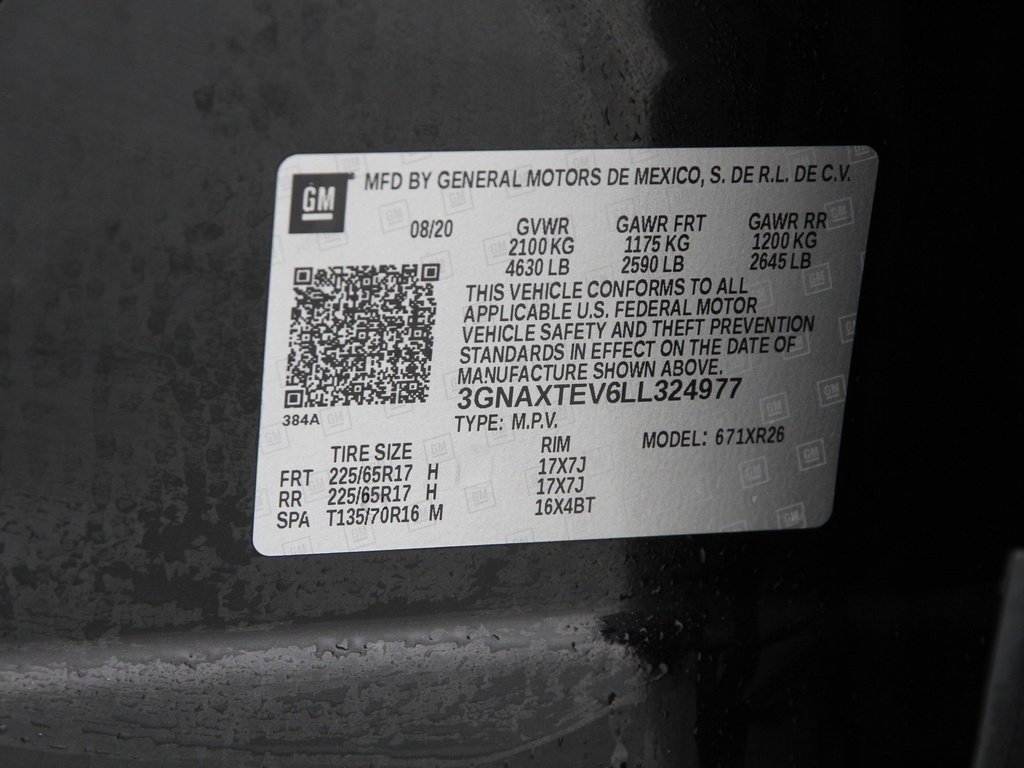 GM MFD BY GENERAL MOTORS DE MEXICO, S. DE R.L. DE C.V.
08/20 GVWR GAWR FRT GAWR RR
2100 KG 1175 KG 1200 KG
4630 LB 2590 LB 2645 LB
THIS VEHICLE CONFORMS TO ALL
APPLICABLE U.S. FEDERAL MOTOR
VEHICLE SAFETY AND THEFT PREVENTION
STANDARDS IN EFFECT ON THE DATE OF
MANUFACTURE SHOWN ABOVE.
3GNAXTEV6LL324977
384A
TYPE: M.P.V. MODEL: 671XR26
TIRE SIZE RIM
FRT 225/65R17 H 17X7J
RR 225/65R17 H 17X7J
SPA T135/70R16 M 16X4BT